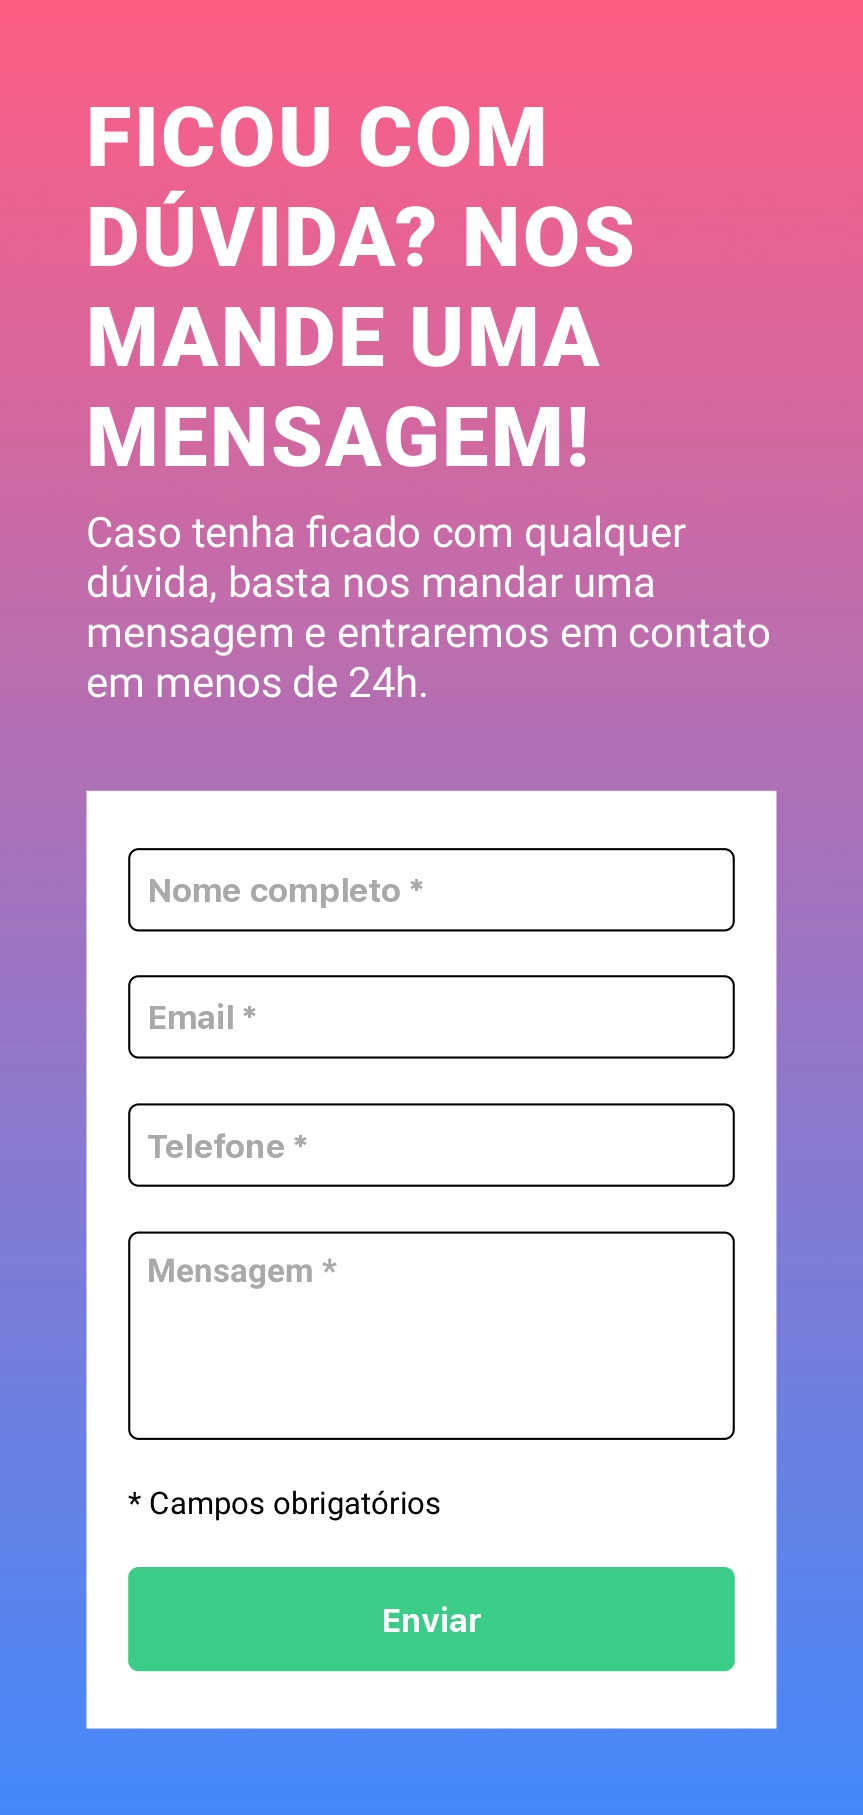 FICOU COM
DÚVIDA? NOS
MANDE UMA
MENSAGEM!
Caso tenha ficado com qualquer
dúvida, basta nos mandar uma
mensagem e entraremos em contato
em menos de 24h.
Nome completo *
Email *
Telefone *
Mensagem *
* Campos obrigatórios
Enviar